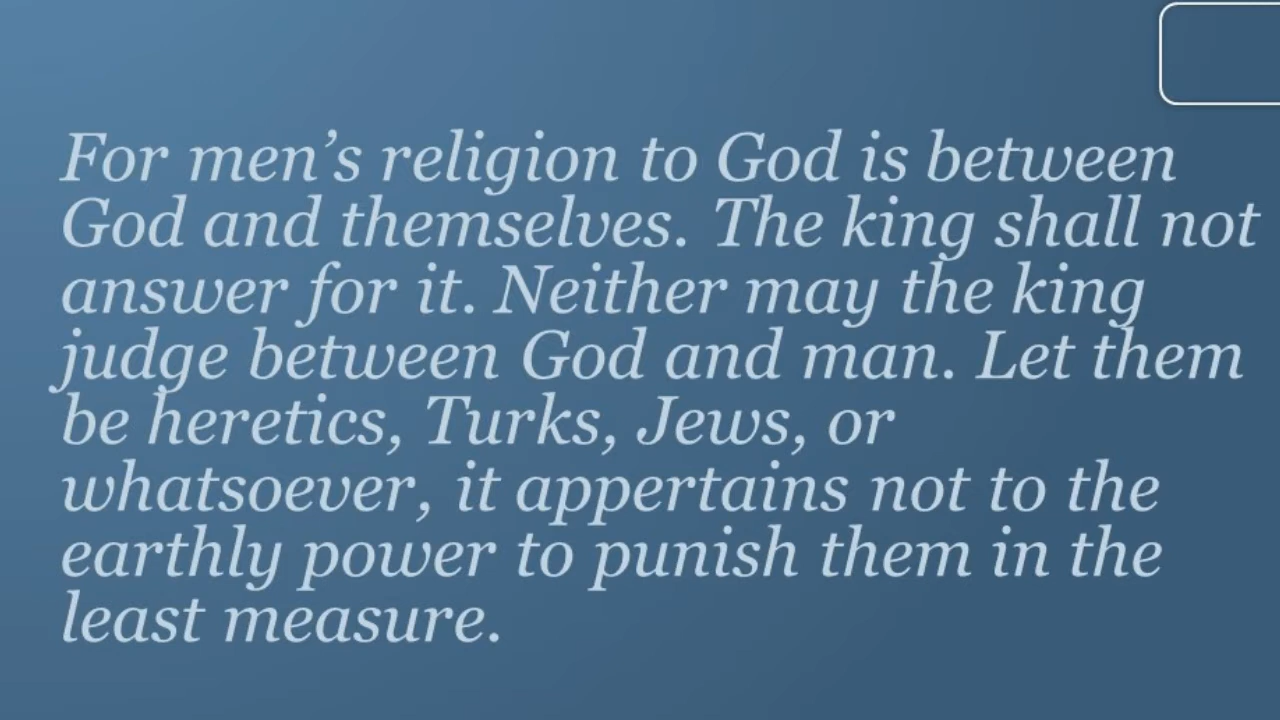 For men’s religion to God is between
God and themselves. The king shall not
answer for it. Neither may the king
judge between God and man. Let them
be heretics, Turks, Jews, or
whatsoever, it appertains not to the
earthly power to punish them in the
least measure.